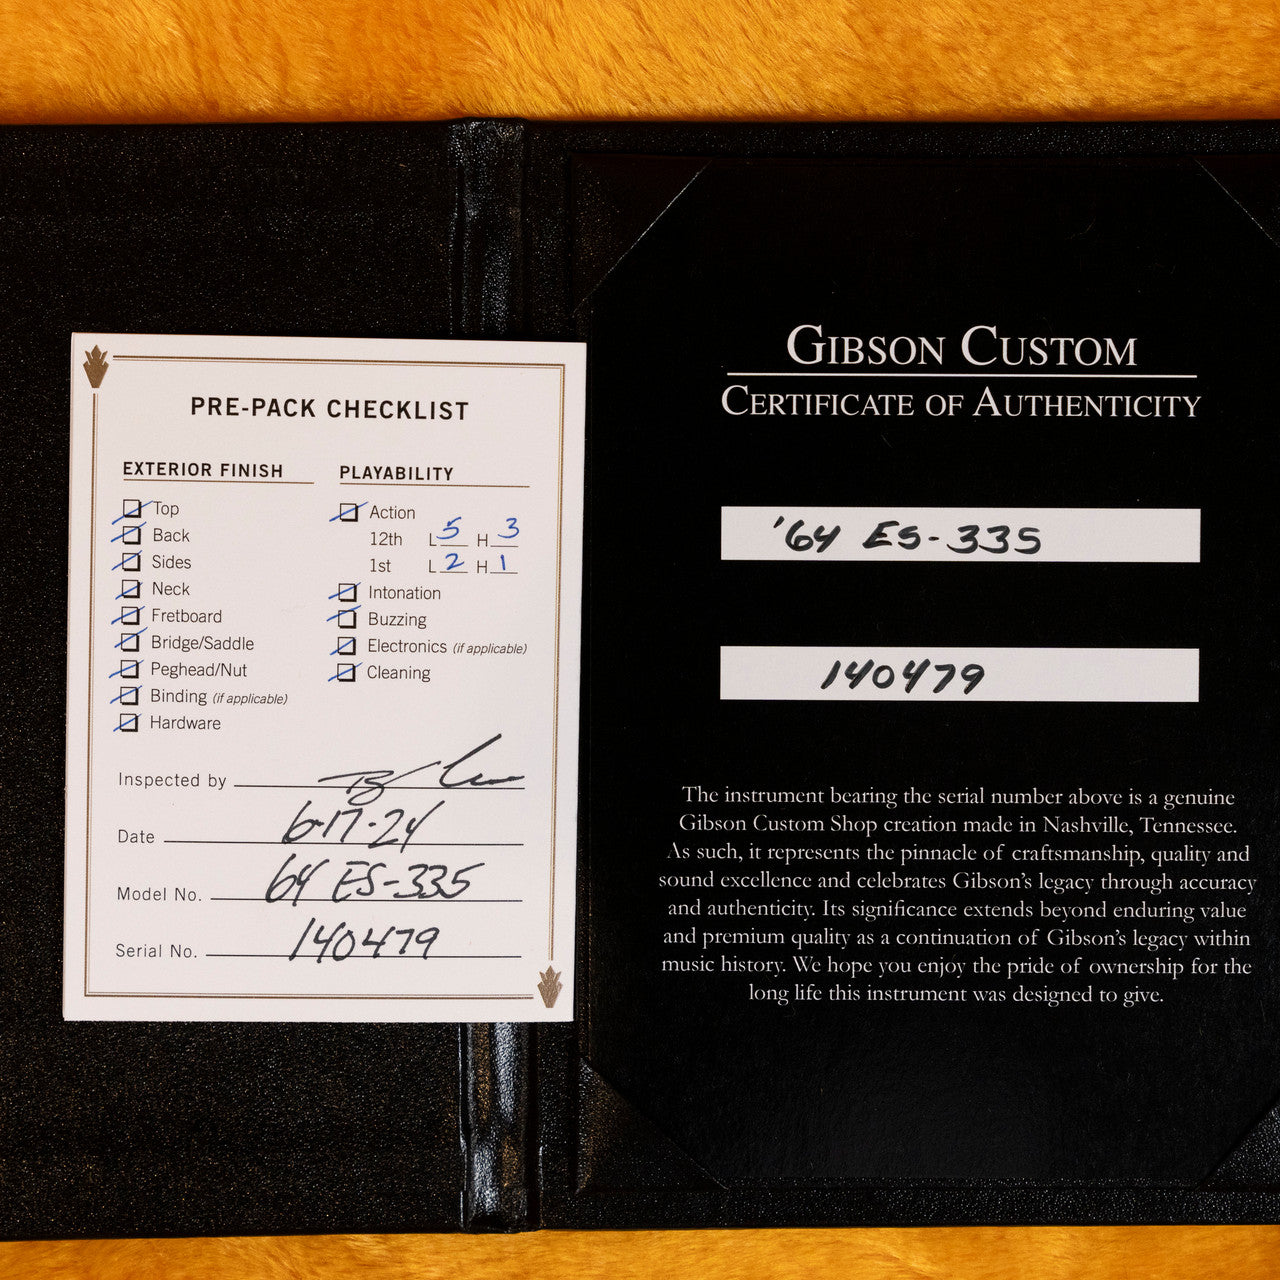 PRE-PACK CHECKLIST
EXTERIOR FINISH
Top
Back
Sides
Neck
Fretboard
Bridge/Saddle
Peghead/Nut
Binding (if applicable)
Hardware
PLAYABILITY
Action
12th L 5 H 3
1st L 2 H 1
Intonation
Buzzing
Electronics (if applicable)
Cleaning
Inspected by
Date 6-17-24
Model No. 64 ES-335
Serial No. 140479
GIBSON CUSTOM
CERTIFICATE OF AUTHENTICITY
'64 ES-335
140479
The instrument bearing the serial number above is a genuine
Gibson Custom Shop creation made in Nashville, Tennessee.
As such, it represents the pinnacle of craftsmanship, quality and
sound excellence and celebrates Gibson's legacy through accuracy
and authenticity. Its significance extends beyond enduring value
and premium quality as a continuation of Gibson's legacy within
music history. We hope you enjoy the pride of ownership for the
long life this instrument was designed to give.